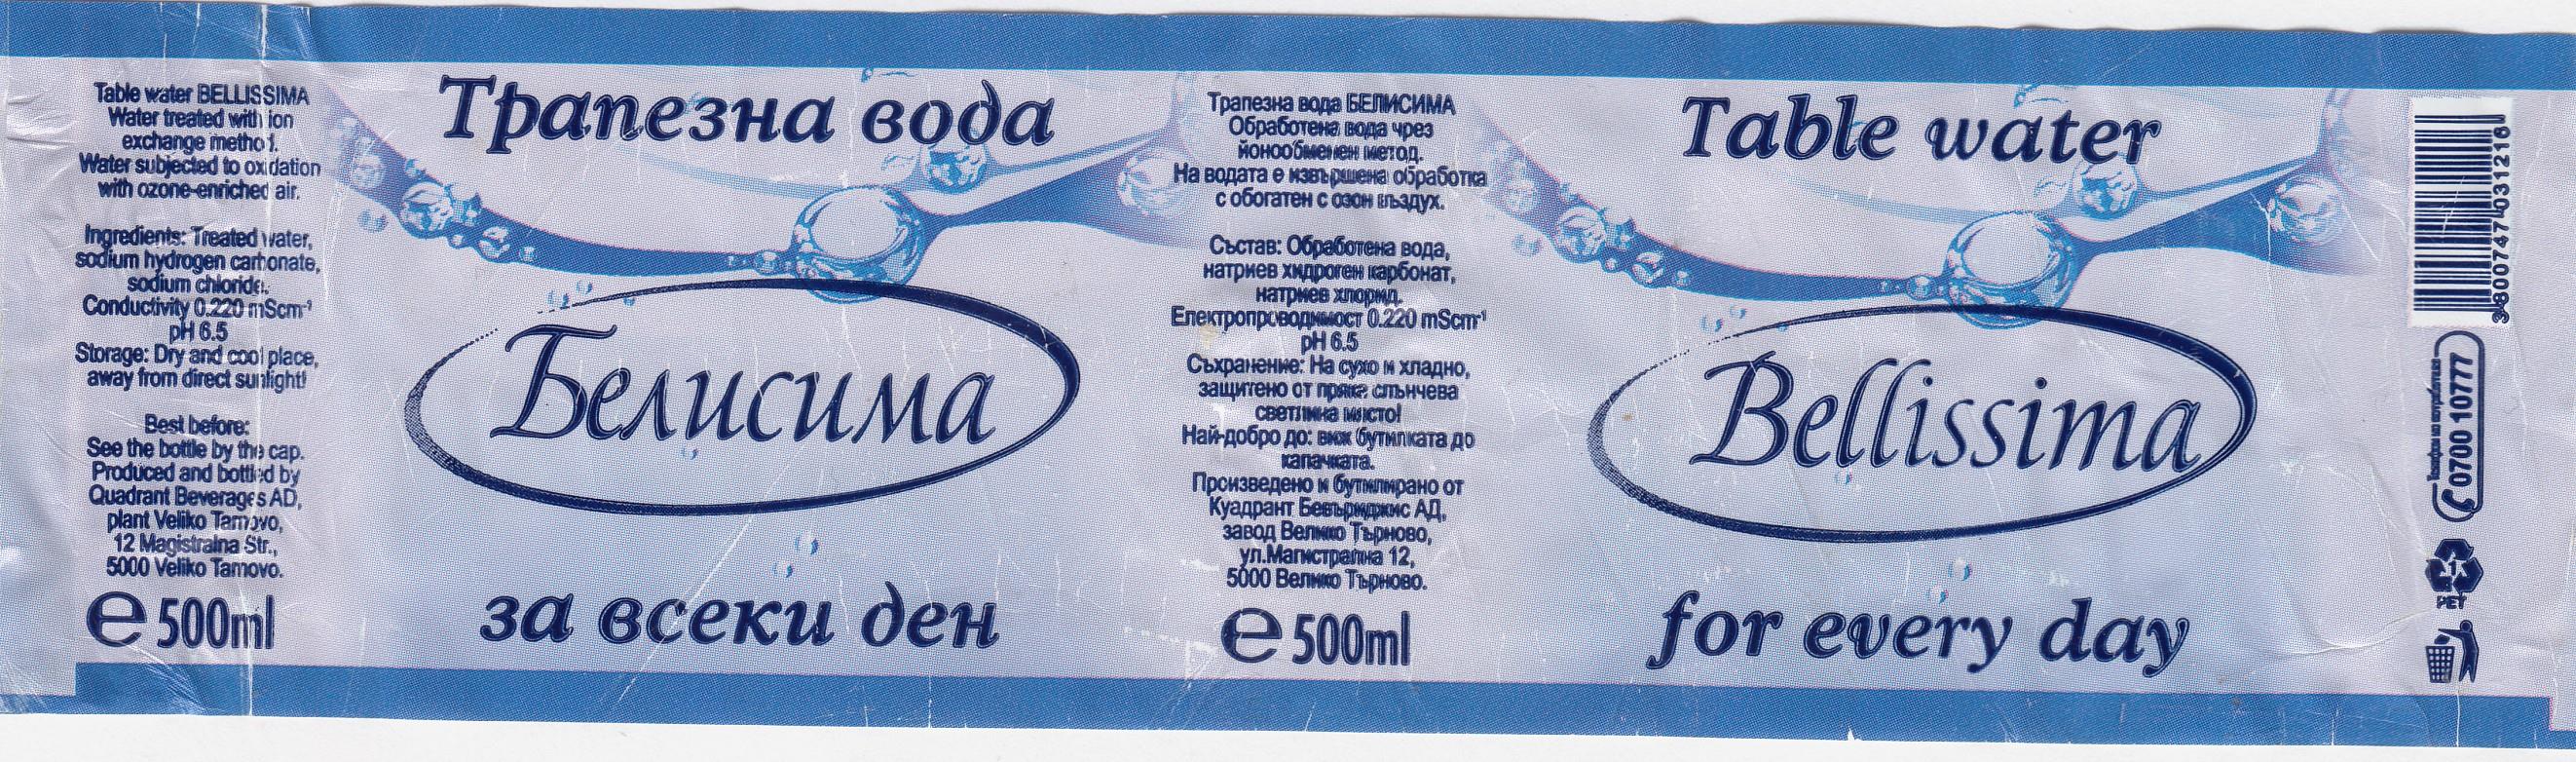 Table water BELLISSIMA
Water treated with ion
exchange method.
Water subjected to oxidation
with ozone-enriched air.
Ingredients: Treated water,
sodium hydrogen carbonate,
sodium chloride.
Conductivity 0.220 mScm⁻¹
pH 6.5
Storage: Dry and cool place,
away from direct sunlight!
Best before:
See the bottle by the cap.
Produced and bottled by
Quadrant Beverages AD,
plant Veliko Tarnovo,
12 Magistralna Str.,
5000 Veliko Tarnovo.
e 500ml
Трапезна вода
Белисима
за всеки ден
Трапезна вода БЕЛИСИМА
Обработена вода чрез
йонообменен метод.
На водата е извършена обработка
с обогатен с озон въздух.
Състав: Обработена вода,
натриев хидроген карбонат,
натриев хлорид.
Електропроводимост 0.220 mScm⁻¹
pH 6.5
Съхранение: На сухо и хладно,
защитено от пряка слънчева
светлина място!
Най-добро до: виж бутилката до
капачката.
Произведено и бутилирано от
Куадрант Бевъриджис АД,
завод Велико Търново,
ул.Магистрална 12,
5000 Велико Търново.
e 500ml
Table water
Bellissima
for every day
3 800747 031216
Телефон на потребителя
0700 10777
1
PET